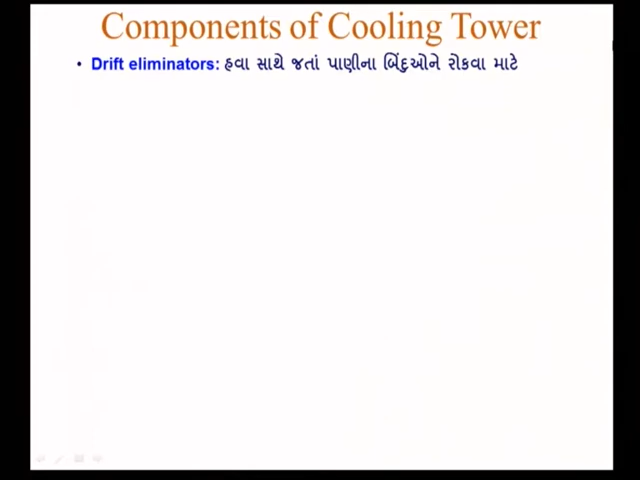 Components of Cooling Tower
• Drift eliminators: હવા સાથે જતાં પાણીના બિંદુઓને રોકવા માટે